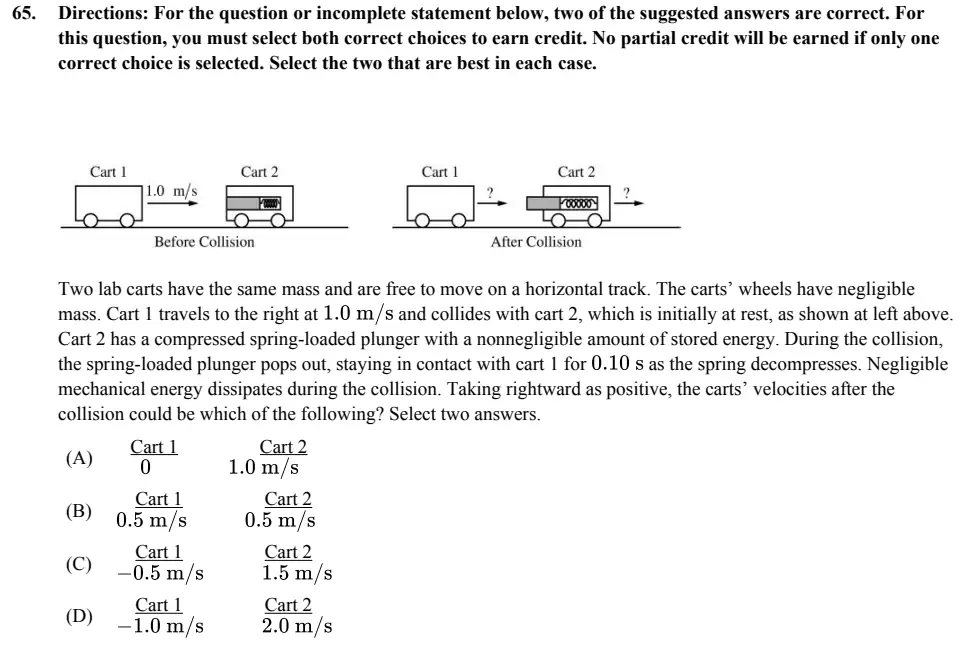 65. Directions: For the question or incomplete statement below, two of the suggested answers are correct. For
this question, you must select both correct choices to earn credit. No partial credit will be earned if only one
correct choice is selected. Select the two that are best in each case.
Cart 1 Cart 2 Cart 1 Cart 2
1.0 m/s ? ?
Before Collision After Collision
Two lab carts have the same mass and are free to move on a horizontal track. The carts’ wheels have negligible
mass. Cart 1 travels to the right at 1.0 m/s and collides with cart 2, which is initially at rest, as shown at left above.
Cart 2 has a compressed spring-loaded plunger with a nonnegligible amount of stored energy. During the collision,
the spring-loaded plunger pops out, staying in contact with cart 1 for 0.10 s as the spring decompresses. Negligible
mechanical energy dissipates during the collision. Taking rightward as positive, the carts’ velocities after the
collision could be which of the following? Select two answers.
(A) Cart 1 Cart 2
0 1.0 m/s
(B) Cart 1 Cart 2
0.5 m/s 0.5 m/s
(C) Cart 1 Cart 2
−0.5 m/s 1.5 m/s
(D) Cart 1 Cart 2
−1.0 m/s 2.0 m/s